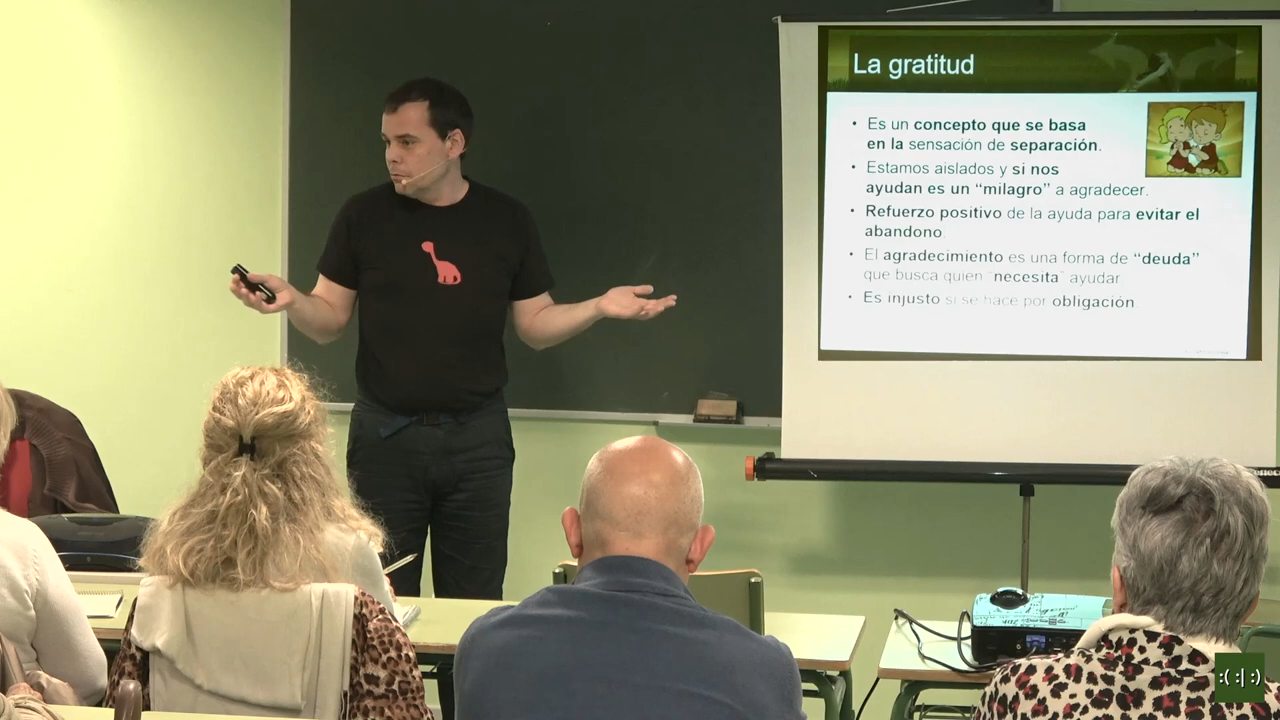 La gratitud
• Es un concepto que se basa
en la sensación de separación.
• Estamos aislados y si nos
ayudan es un “milagro” a agradecer.
• Refuerzo positivo de la ayuda para evitar el
abandono.
• El agradecimiento es una forma de “deuda”
que busca quien “necesita” ayudar
• Es injusto si se hace por obligación
:( :| :)